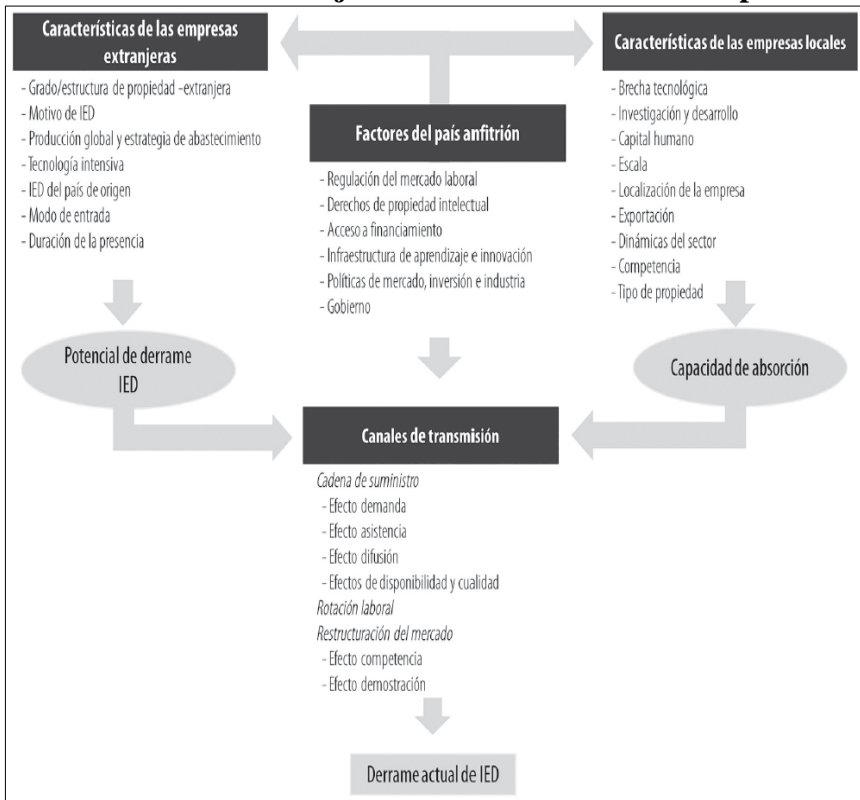 Características de las empresas
extranjeras
- Grado/estructura de propiedad -extranjera
- Motivo de IED
- Producción global y estrategia de abastecimiento
- Tecnología intensiva
- IED del país de origen
- Modo de entrada
- Duración de la presencia
Potencial de derrame
IED
Factores del país anfitrión
- Regulación del mercado laboral
- Derechos de propiedad intelectual
- Acceso a financiamiento
- Infraestructura de aprendizaje e innovación
- Políticas de mercado, inversión e industria
- Gobierno
Características de las empresas locales
- Brecha tecnológica
- Investigación y desarrollo
- Capital humano
- Escala
- Localización de la empresa
- Exportación
- Dinámicas del sector
- Competencia
- Tipo de propiedad
Capacidad de absorción
Canales de transmisión
Cadena de suministro
- Efecto demanda
- Efecto asistencia
- Efecto difusión
- Efectos de disponibilidad y cualidad
Rotación laboral
Restructuración del mercado
- Efecto competencia
- Efecto demostración
Derrame actual de IED